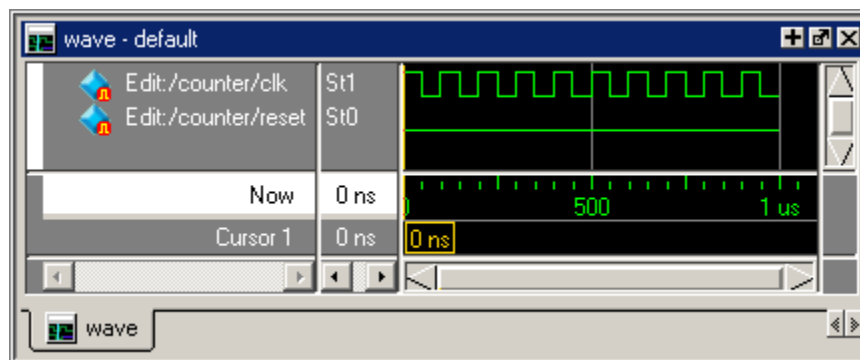 wave - default
Edit:/counter/clk St1
Edit:/counter/reset St0
Now 0 ns 500 1 us
Cursor 1 0 ns 0 ns
wave